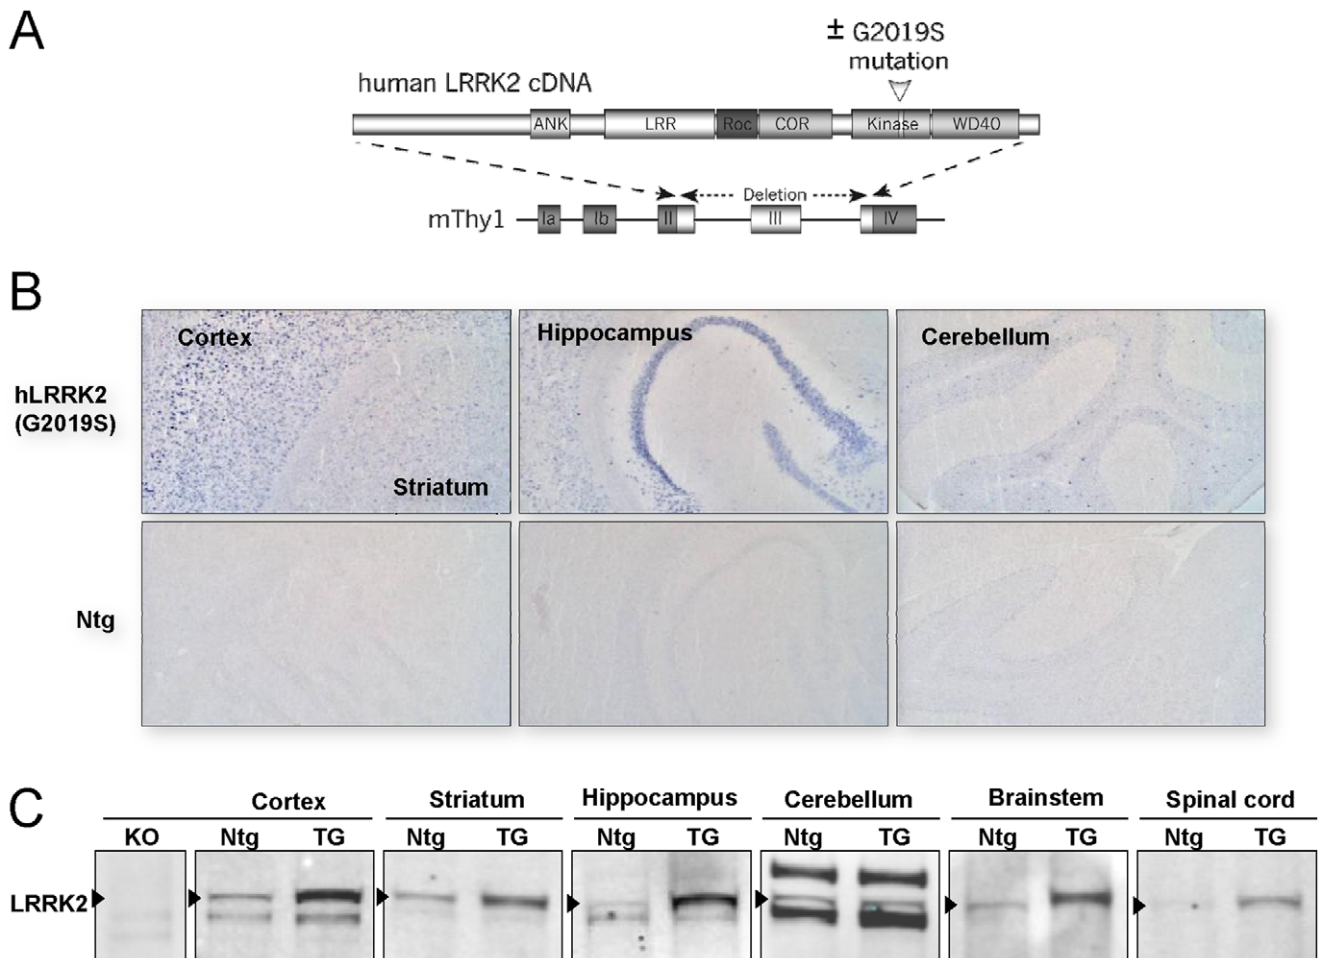 A
± G2019S
mutation
human LRRK2 cDNA
ANK LRR Roc COR Kinase WD40
Deletion
mThy1 Ia Ib II III IV
B
Cortex Hippocampus Cerebellum
hLRRK2
(G2019S)
Striatum
Ntg
C
Cortex Striatum Hippocampus Cerebellum Brainstem Spinal cord
KO Ntg TG Ntg TG Ntg TG Ntg TG Ntg TG Ntg TG
LRRK2